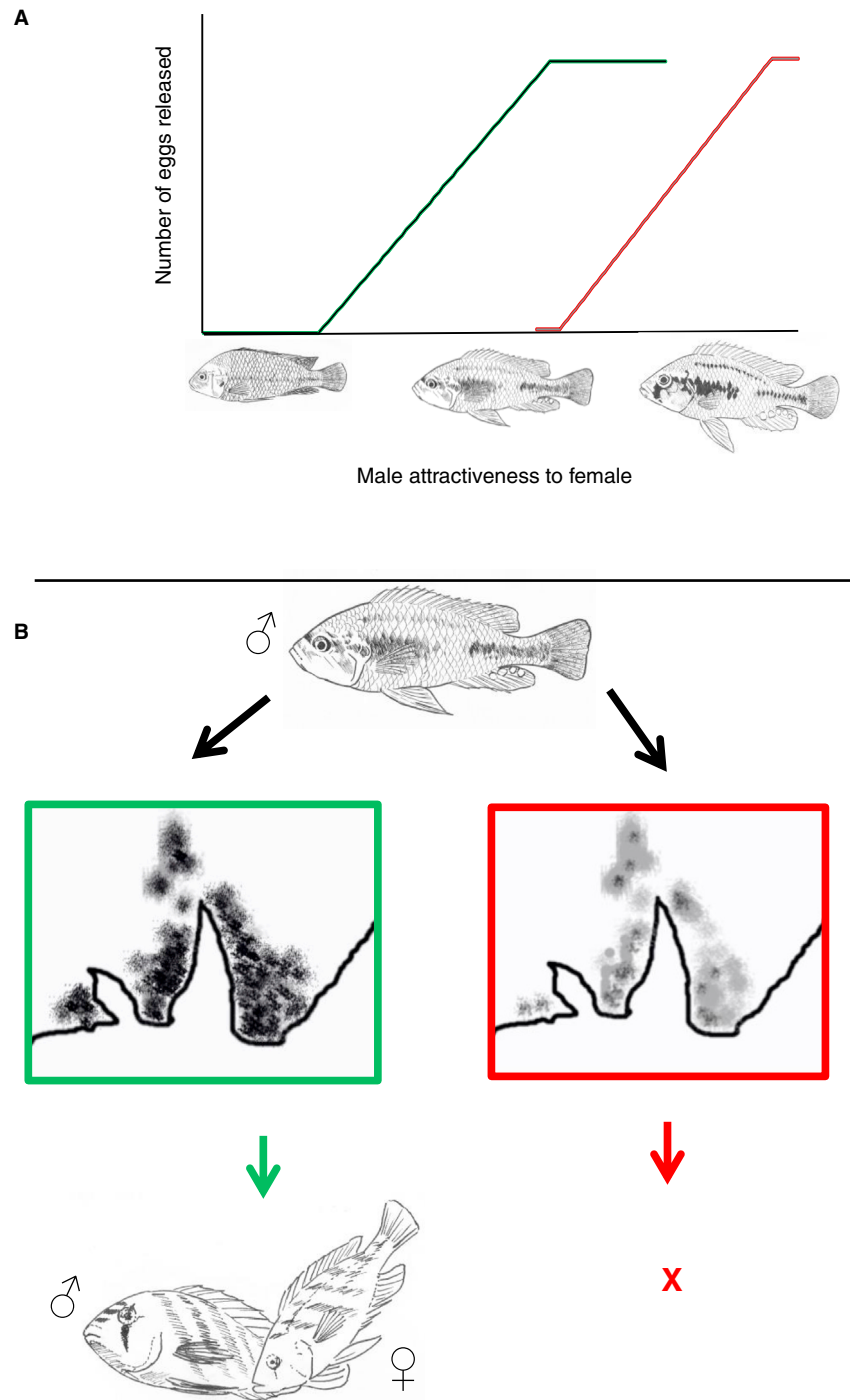 A
Number of eggs released
Male attractiveness to female
B
♂
♂
♀
X